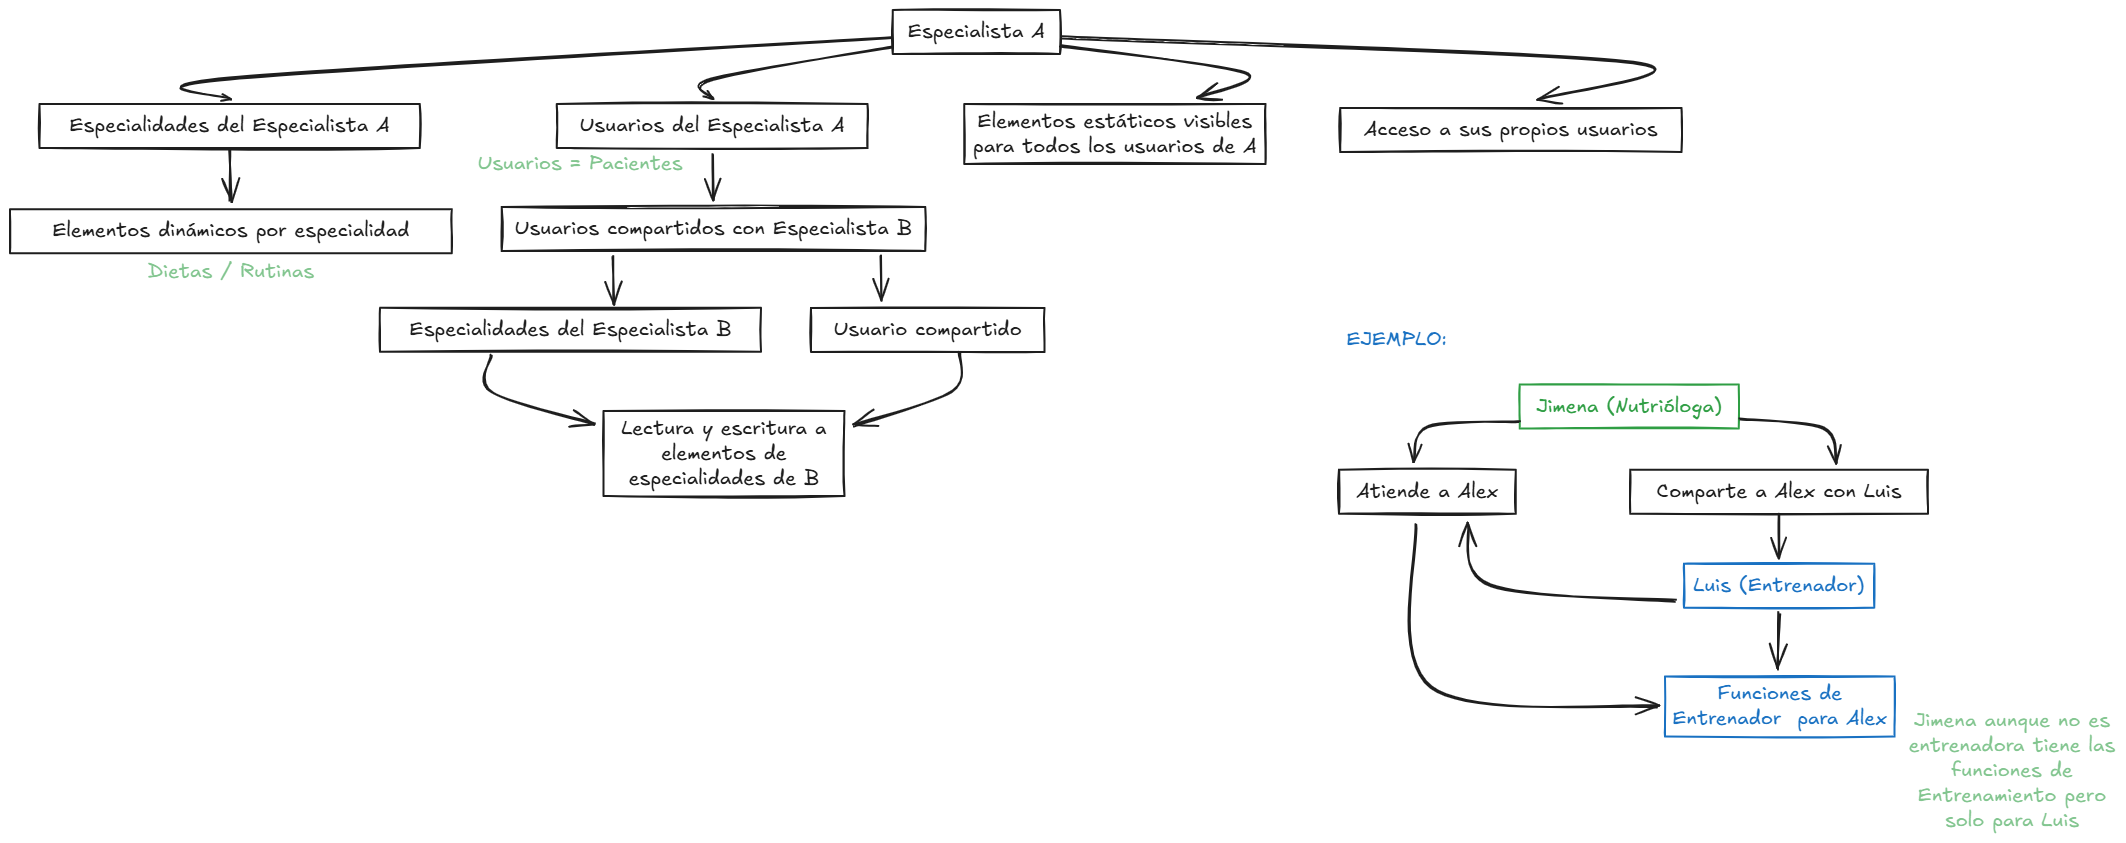 Especialista A
Especialidades del Especialista A
Usuarios del Especialista A
Elementos estáticos visibles
para todos los usuarios de A
Acceso a sus propios usuarios
Usuarios = Pacientes
Elementos dinámicos por especialidad
Usuarios compartidos con Especialista B
Dietas / Rutinas
Especialidades del Especialista B
Usuario compartido
Lectura y escritura a
elementos de
especialidades de B
EJEMPLO:
Jimena (Nutrióloga)
Atiende a Alex
Comparte a Alex con Luis
Luis (Entrenador)
Funciones de
Entrenador para Alex
Jimena aunque no es
entrenadora tiene las
funciones de
Entrenamiento pero
solo para Luis